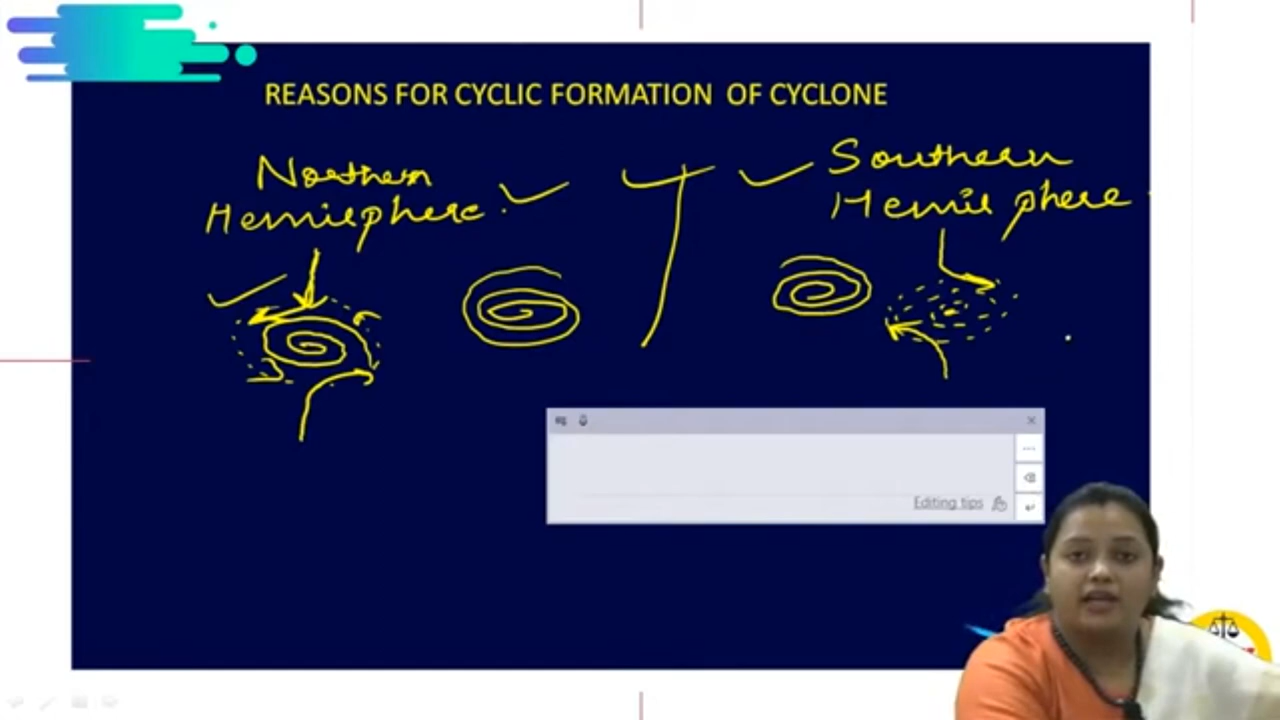 REASONS FOR CYCLIC FORMATION OF CYCLONE
Northern
Hemisphere
Southern
Hemisphere
Editing tips